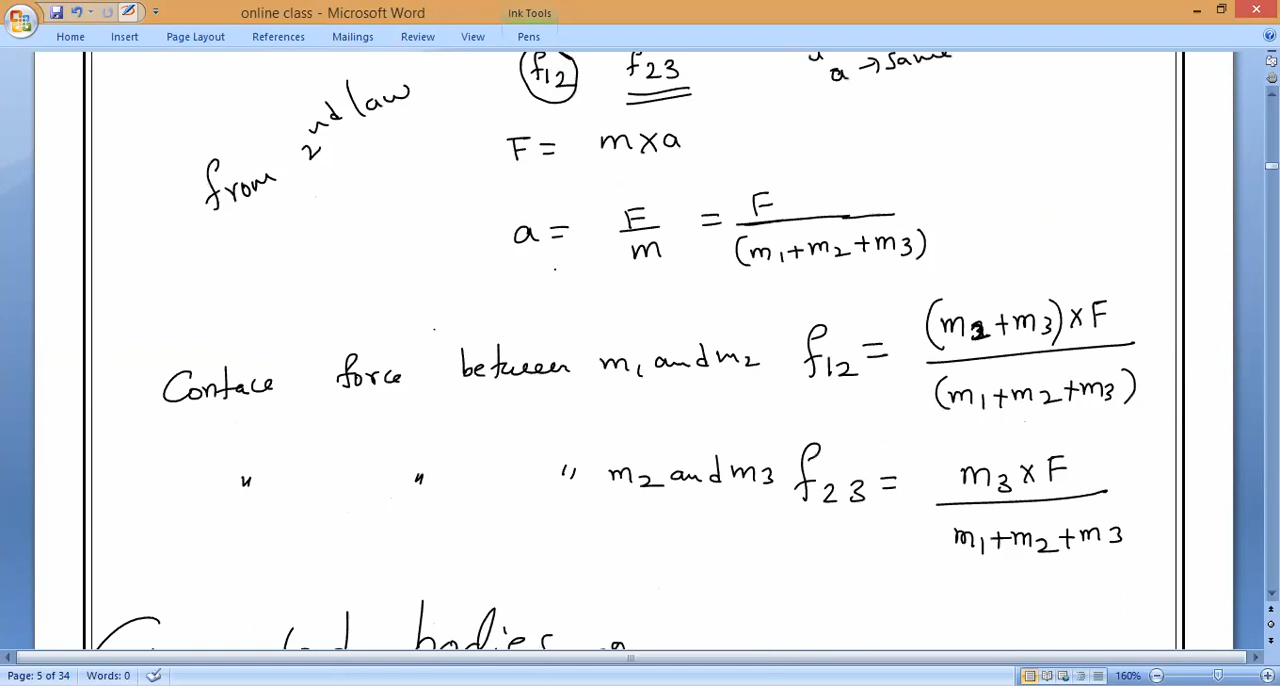 online class - Microsoft Word
Ink Tools
Home Insert Page Layout References Mailings Review View Pens
f12 f23
a → same
from 2nd law
F = m×a
a = F/m = F/(m1+m2+m3)
Contace force between m1 and m2 f12 = (m2+m3)×F/(m1+m2+m3)
" " " m2 and m3 f23 = m3×F/m1+m2+m3
bodies
Page: 5 of 34 Words: 0 160%